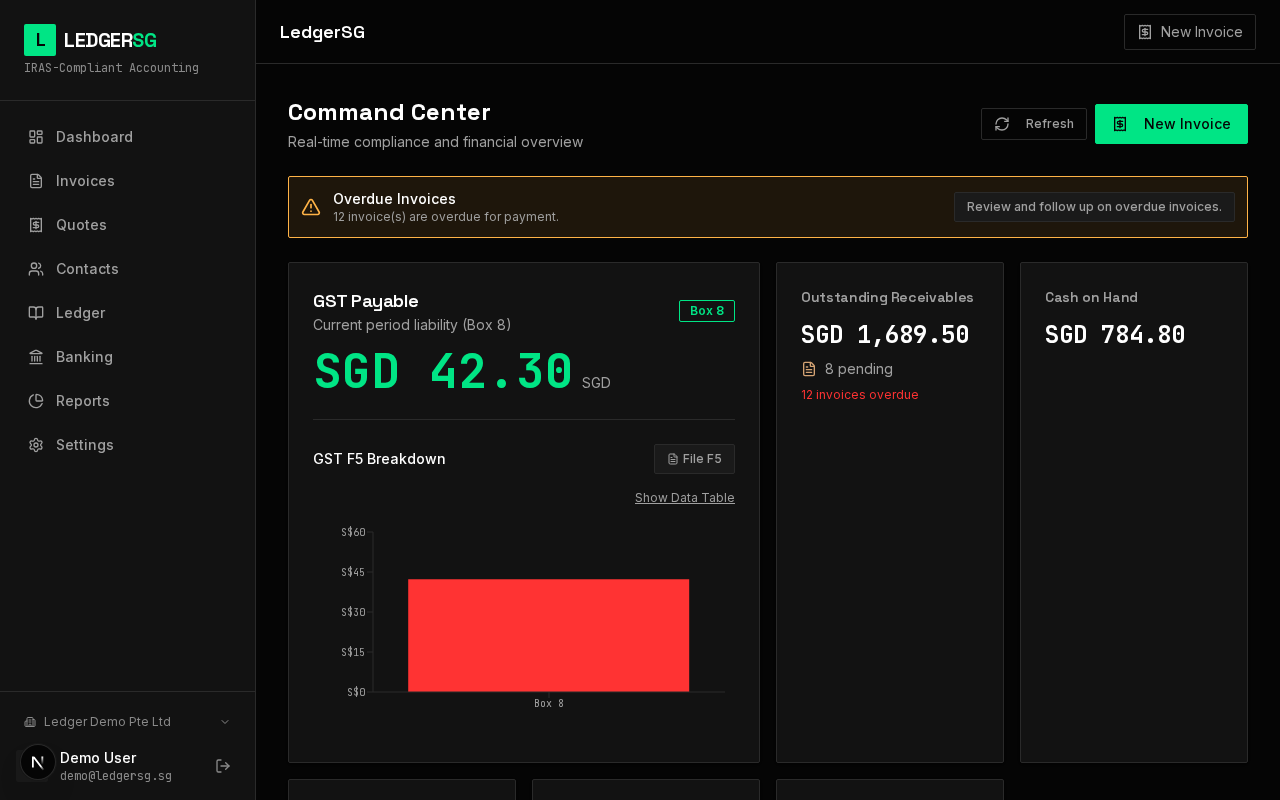 L LEDGERSG
IRAS-Compliant Accounting
Dashboard
Invoices
Quotes
Contacts
Ledger
Banking
Reports
Settings
Ledger Demo Pte Ltd
N
Demo User
demo@ledgersg.sg
LedgerSG
New Invoice
Command Center
Real-time compliance and financial overview
Refresh
New Invoice
Overdue Invoices
12 invoice(s) are overdue for payment.
Review and follow up on overdue invoices.
GST Payable
Current period liability (Box 8)
Box 8
SGD 42.30 SGD
GST F5 Breakdown
File F5
Show Data Table
S$60
S$45
S$30
S$15
S$0
Box 8
Outstanding Receivables
SGD 1,689.50
8 pending
12 invoices overdue
Cash on Hand
SGD 784.80